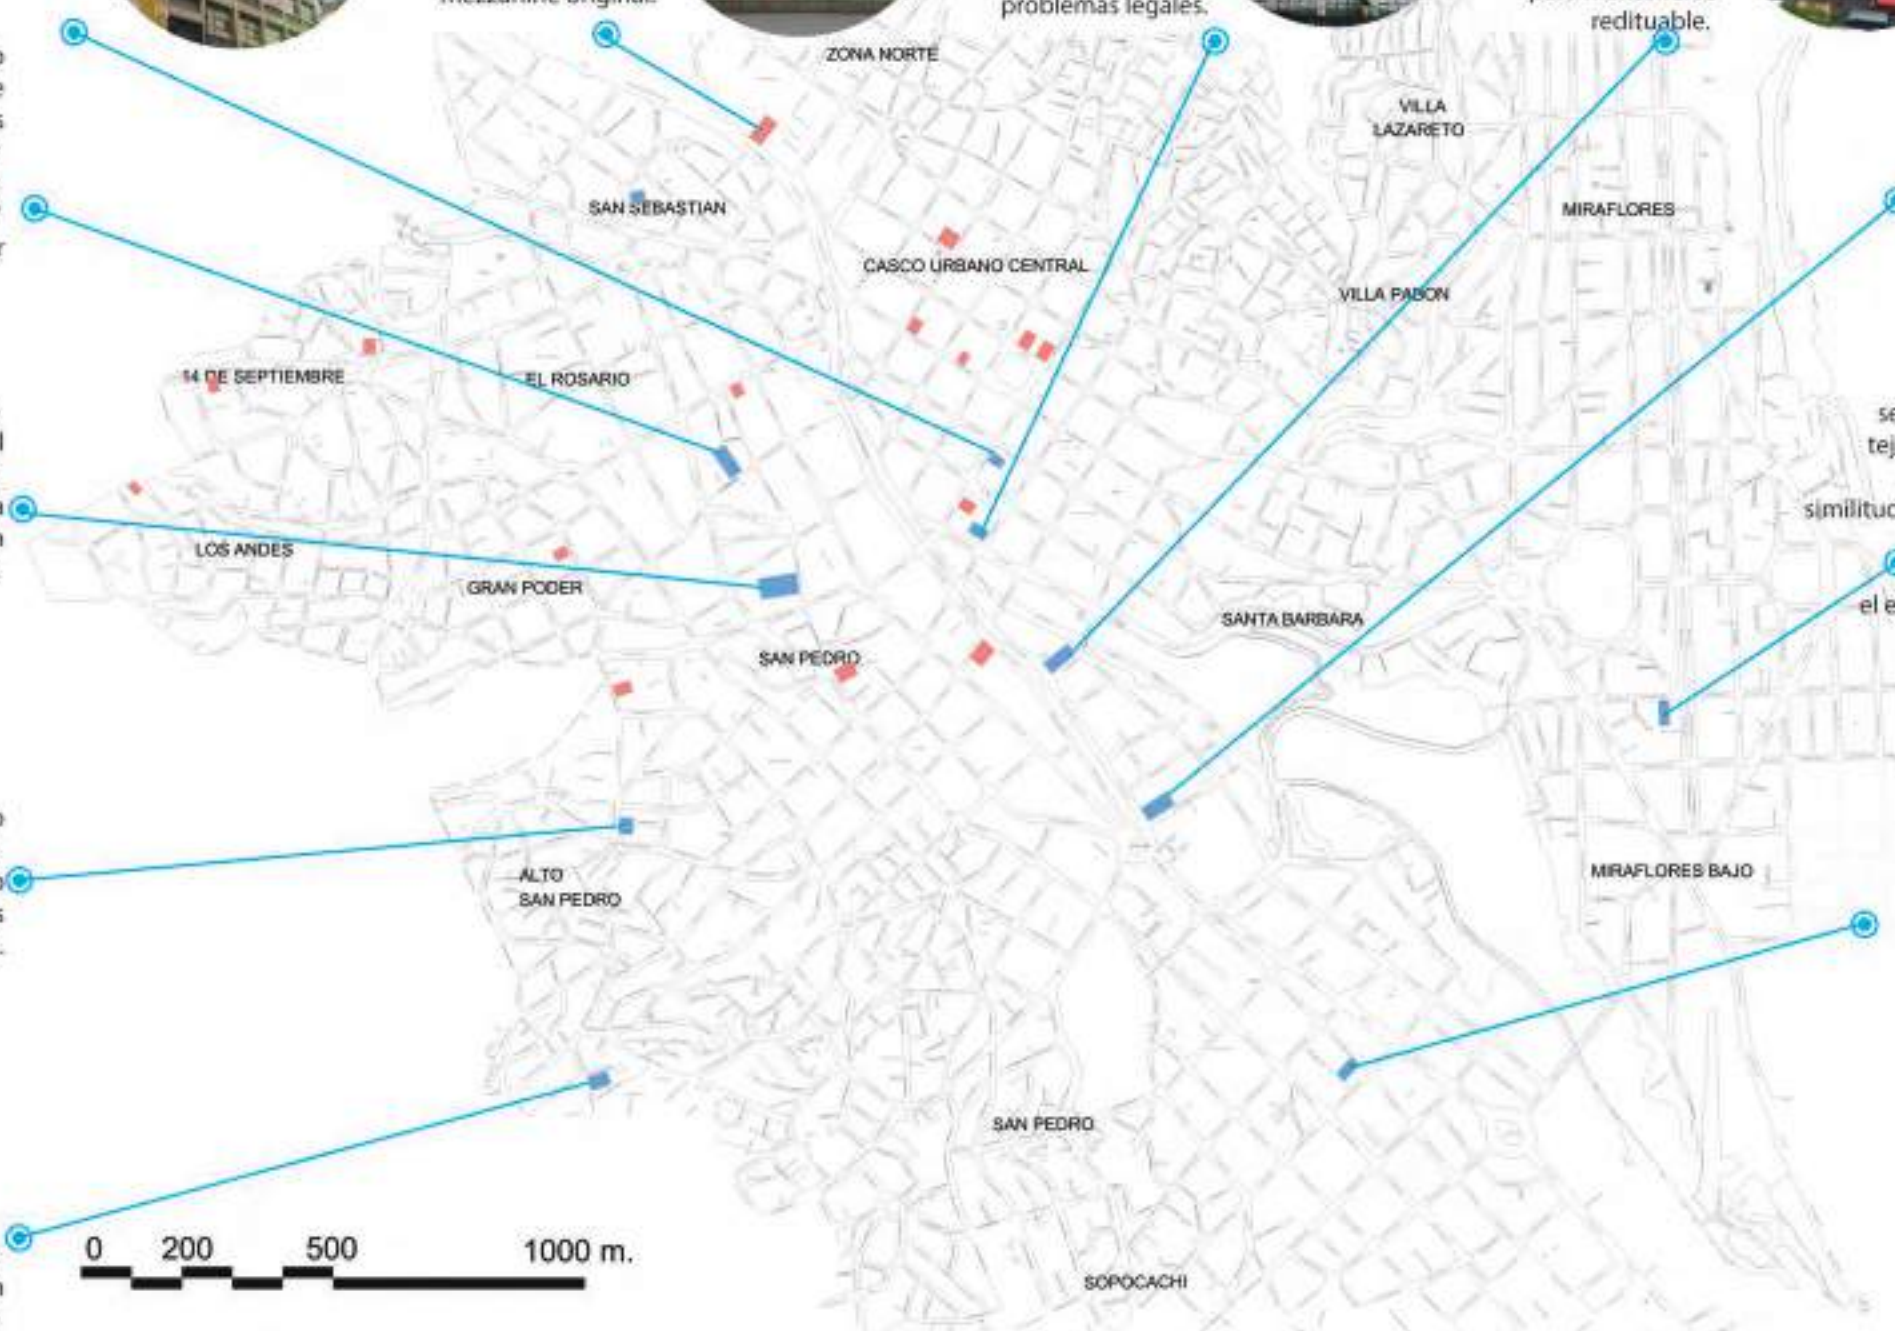 problemas legales.
redituable.
ZONA NORTE
VILLA
LAZARETO
SAN SEBASTIAN
MIRAFLORES
CASCO URBANO CENTRAL
VILLA PABON
14 DE SEPTIEMBRE
EL ROSARIO
LOS ANDES
GRAN PODER
SANTA BARBARA
SAN PEDRO
ALTO
SAN PEDRO
MIRAFLORES BAJO
SAN PEDRO
0 200 500 1000 m.
SOPOCACHI